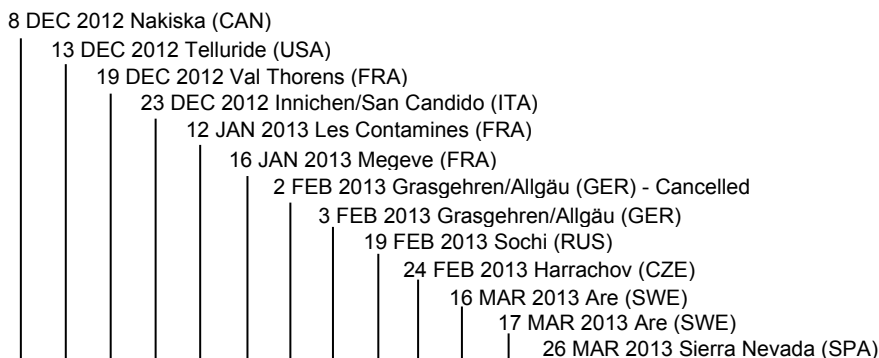 8 DEC 2012 Nakiska (CAN)
13 DEC 2012 Telluride (USA)
19 DEC 2012 Val Thorens (FRA)
23 DEC 2012 Innichen/San Candido (ITA)
12 JAN 2013 Les Contamines (FRA)
16 JAN 2013 Megeve (FRA)
2 FEB 2013 Grasgehren/Allgäu (GER) - Cancelled
3 FEB 2013 Grasgehren/Allgäu (GER)
19 FEB 2013 Sochi (RUS)
24 FEB 2013 Harrachov (CZE)
16 MAR 2013 Are (SWE)
17 MAR 2013 Are (SWE)
26 MAR 2013 Sierra Nevada (SPA)